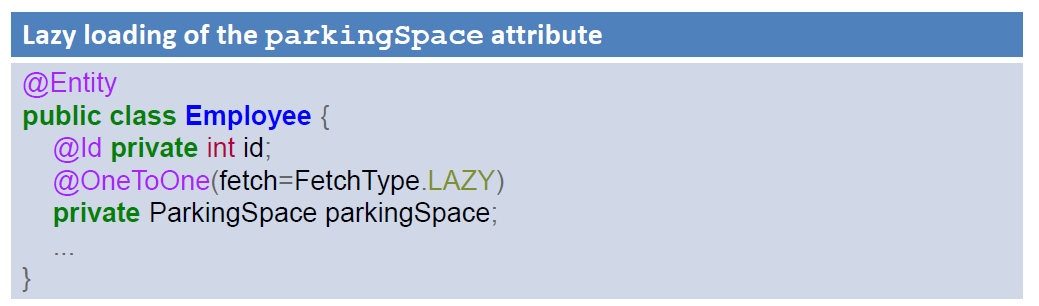 Lazy loading of the parkingSpace attribute
@Entity
public class Employee {
@Id private int id;
@OneToOne(fetch=FetchType.LAZY)
private ParkingSpace parkingSpace;
...
}